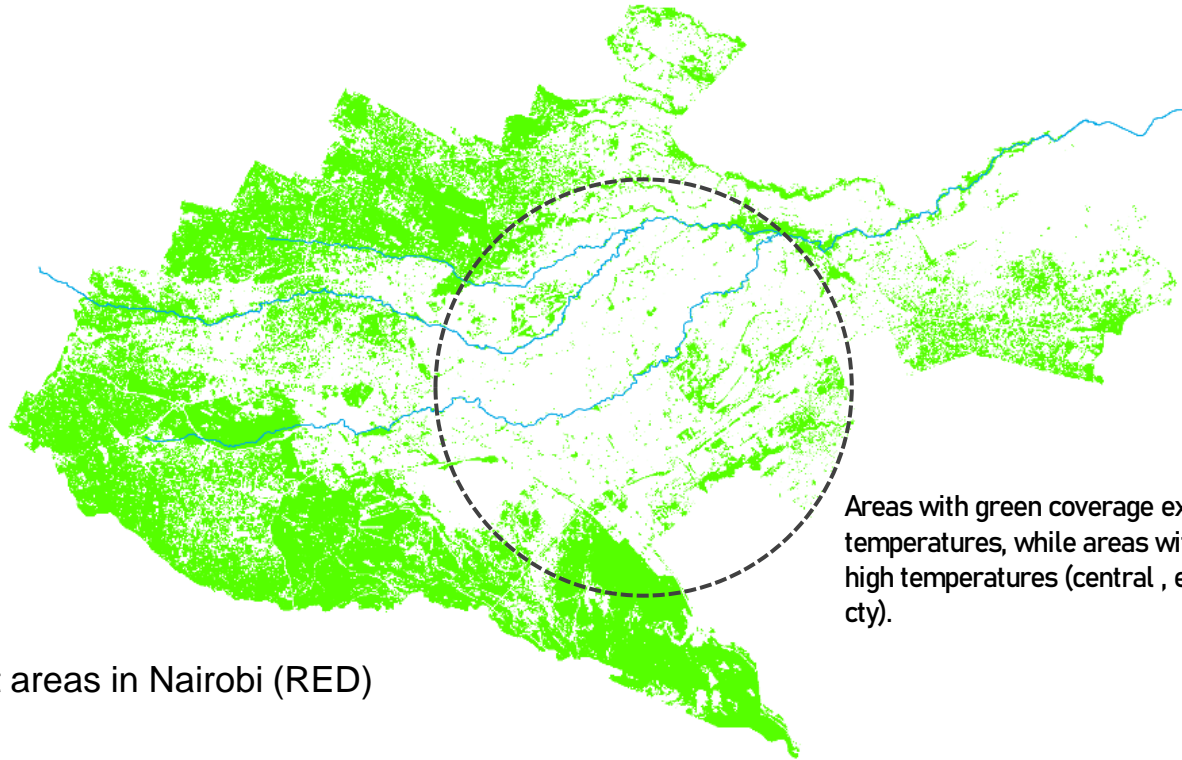 Areas with green coverage ex
temperatures, while areas wi
high temperatures (central , e
cty).
areas in Nairobi (RED)